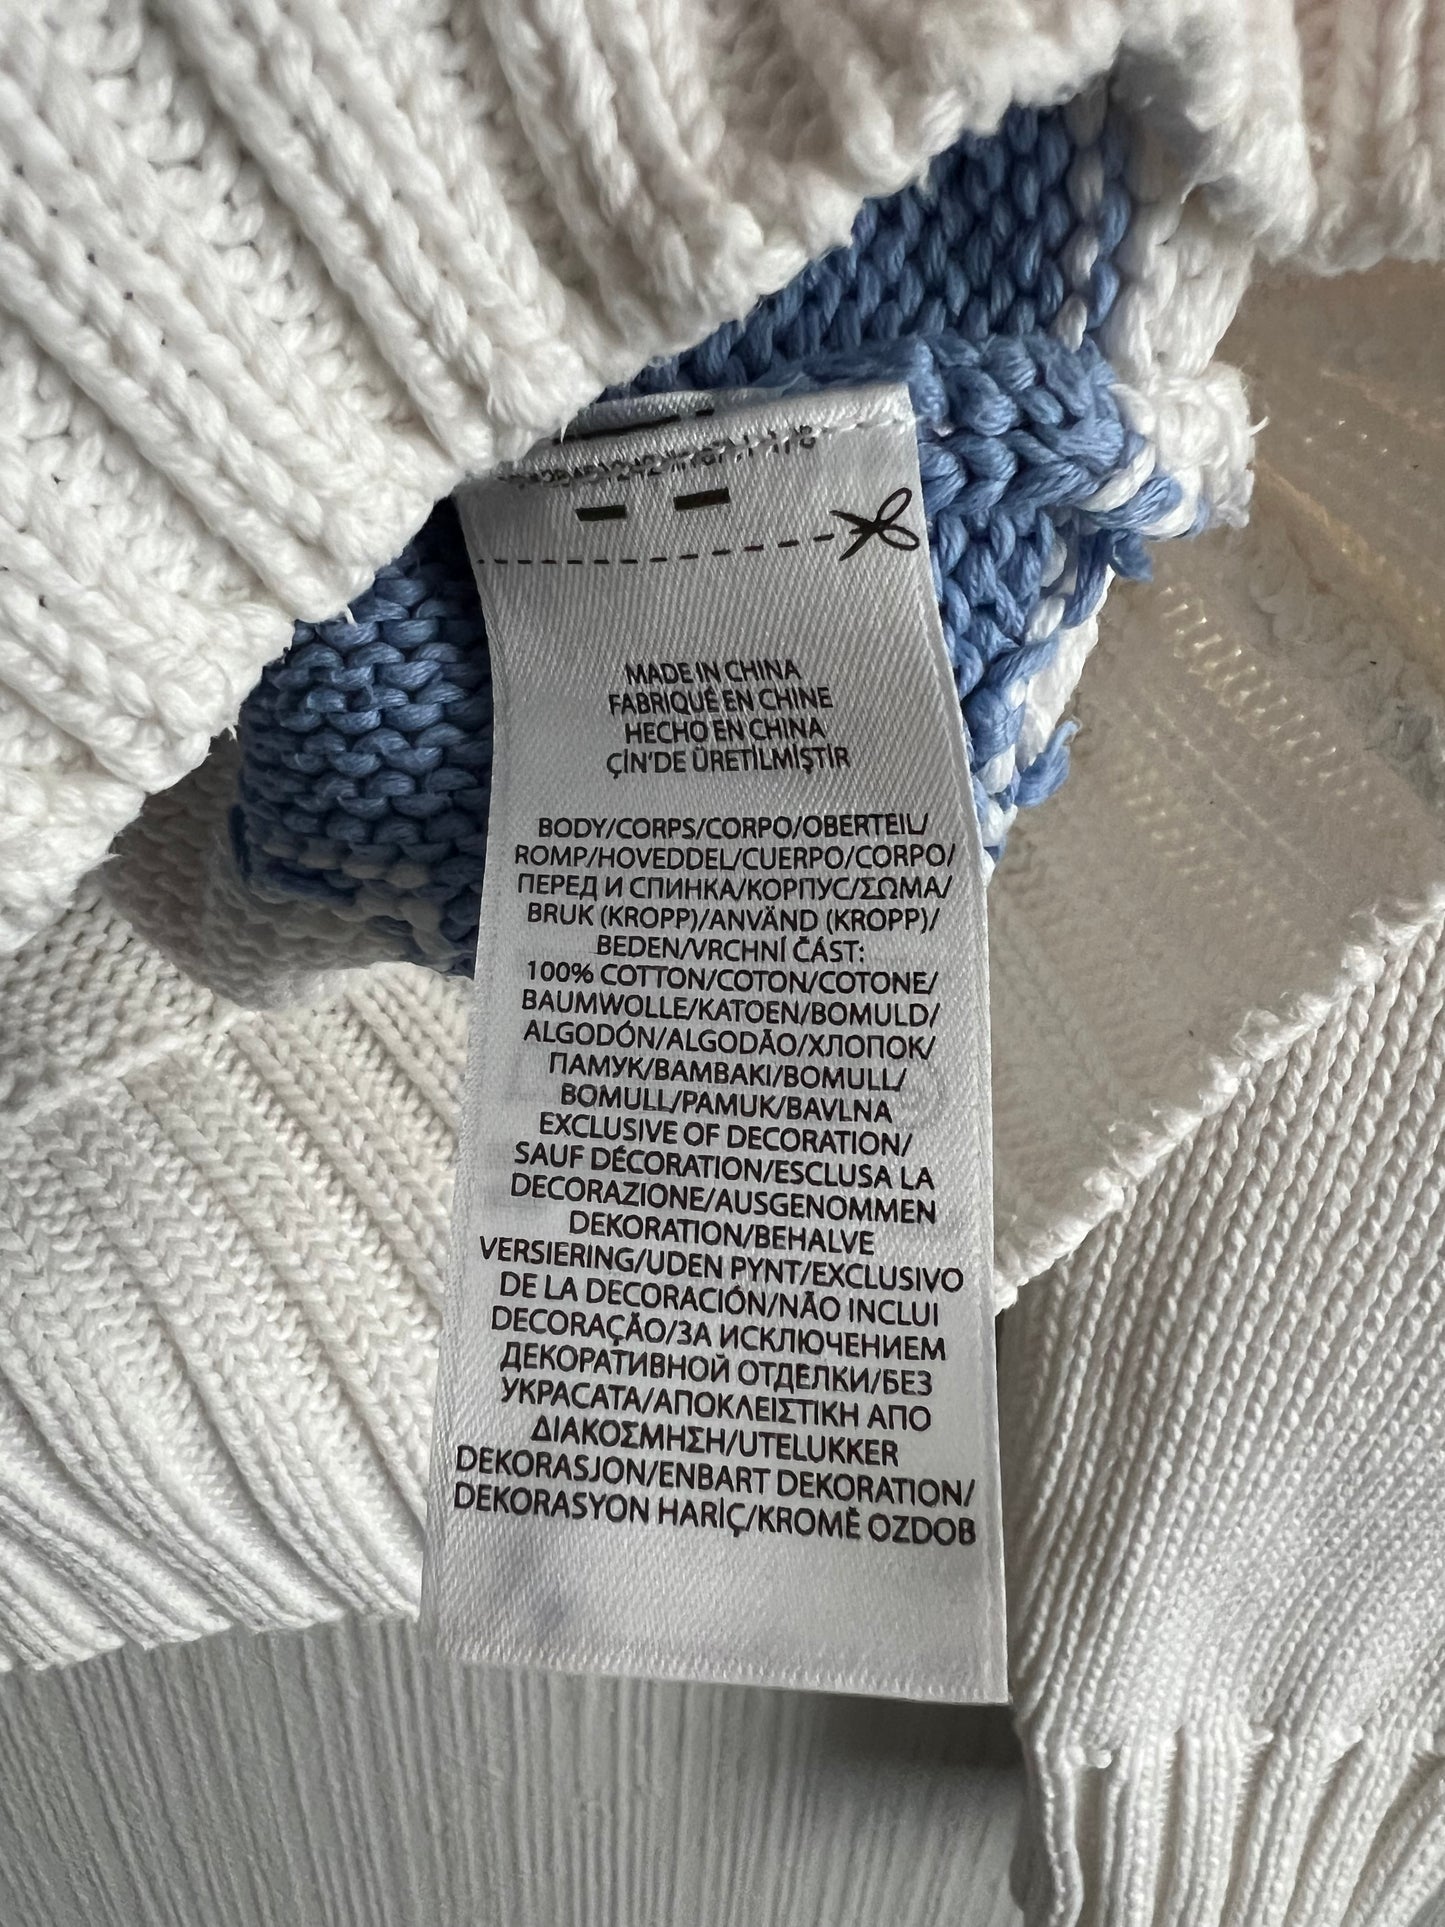 MADE IN CHINA
FABRIQUÉ EN CHINE
HECHO EN CHINA
ÇİN'DE ÜRETİLMİŞTİR
BODY/CORPS/CORPO/OBERTEIL/
ROMP/HOVEDDEL/CUERPO/CORPO/
ПЕРЕД И СПИНКА/КОРПУС/ΣΩΜΑ/
BRUK (KROPP)/ANVÄND (KROPP)/
BEDEN/VRCHNÍ ČÁST:
100% COTTON/COTON/COTONE/
BAUMWOLLE/KATOEN/BOMULD/
ALGODÓN/ALGODÃO/ХЛОПОК/
ПАМУК/BAMBAKI/BOMULL/
BOMULL/PAMUK/BAVLNA
EXCLUSIVE OF DECORATION/
SAUF DÉCORATION/ESCLUSA LA
DECORAZIONE/AUSGENOMMEN
DEKORATION/BEHALVE
VERSIERING/UDEN PYNT/EXCLUSIVO
DE LA DECORACIÓN/NÃO INCLUI
DECORAÇÃO/ЗА ИСКЛЮЧЕНИЕМ
ДЕКОРАТИВНОЙ ОТДЕЛКИ/БЕЗ
УКРАСАТА/ΑΠΟΚΛΕΙΣΤΙΚΗ ΑΠΟ
ΔΙΑΚΟΣΜΗΣΗ/UTELUKKER
DEKORASJON/ENBART DEKORATION/
DEKORASYON HARİÇ/KROMĚ OZDOB